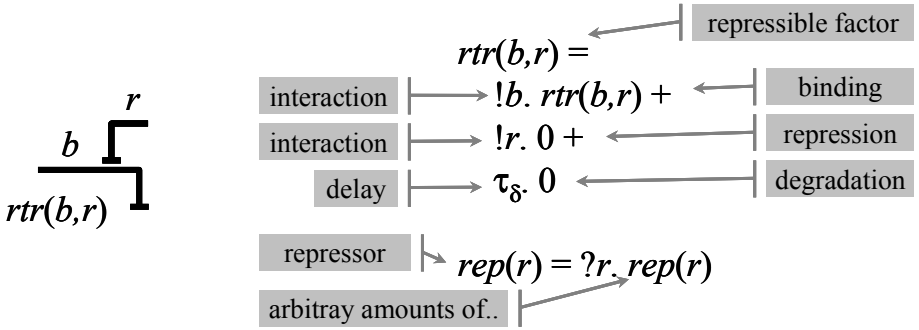 repressible factor
rtr(b,r) =
interaction !b. rtr(b,r) + binding
interaction !r. 0 + repression
delay τδ. 0 degradation
r
b
rtr(b,r)
repressor rep(r) = ?r. rep(r)
arbitray amounts of..